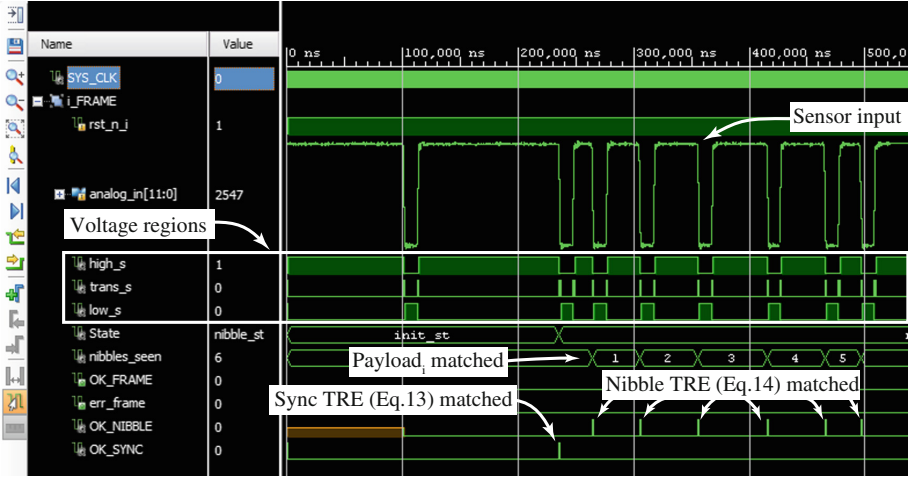 Name Value
0 ns 100,000 ns 200,000 ns 300,000 ns 400,000 ns 500,0
SYS_CLK 0
i_FRAME
rst_n_i 1
Sensor input
analog_in[11:0] 2547
Voltage regions
high_s 1
trans_s 0
low_s 0
State nibble_st init_st
nibbles_seen 6 1 2 3 4 5
Payloadi matched
OK_FRAME 0
Nibble TRE (Eq.14) matched
err_frame 0
Sync TRE (Eq.13) matched
OK_NIBBLE 0
OK_SYNC 0